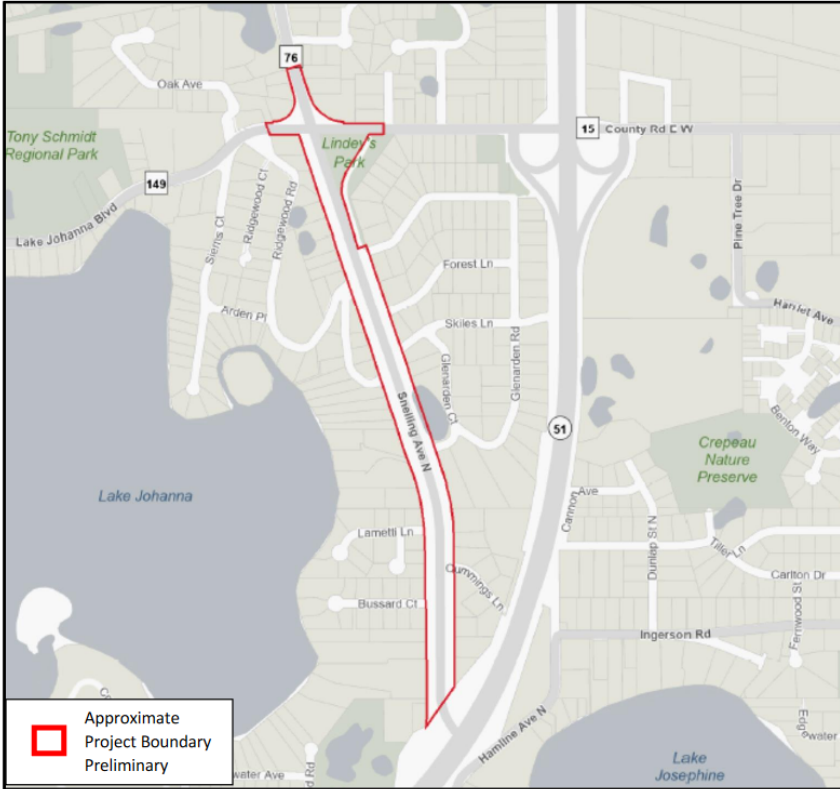 76
Oak Ave
Tony Schmidt
Regional Park
Lindey's
Park
15
County Rd E W
149
Lake Johanna Blvd
Siems Ct
Ridgewood Ct
Ridgewood Rd
Pine Tree Dr
Forest Ln
Arden Pl
Skiles Ln
Harriet Ave
Glenarden Ct
Glenarden Rd
Snelling Ave N
51
Benton Way
Crepeau
Nature
Preserve
Lake Johanna
Cannon Ave
Dunlap St N
Lametti Ln
Tiller Ln
Cummings Ln
Carlton Dr
Bussard Ct
Fernwood St
Ingerson Rd
Hamline Ave N
Edgewater
Lake
Josephine
Approximate
Project Boundary
Preliminary
water Ave